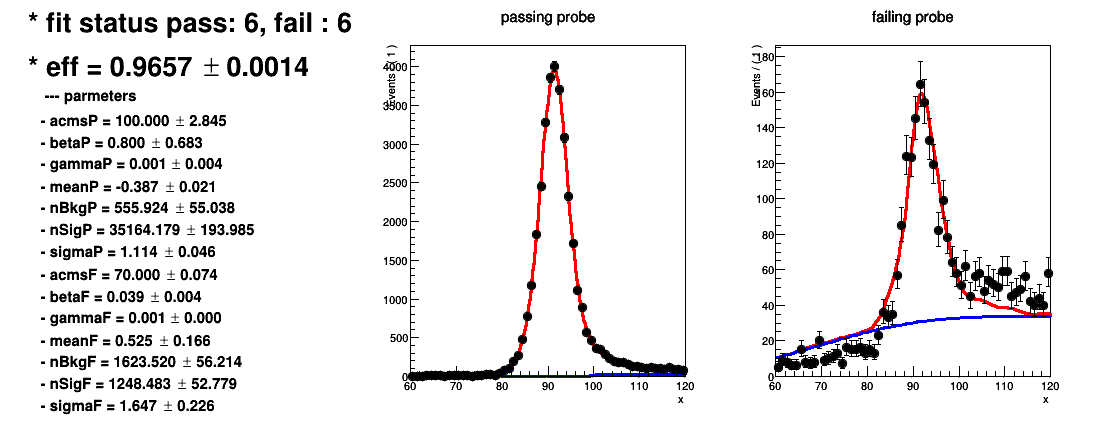 * fit status pass: 6, fail : 6
* eff = 0.9657 ± 0.0014
--- parmeters
- acmsP = 100.000 ± 2.845
- betaP = 0.800 ± 0.683
- gammaP = 0.001 ± 0.004
- meanP = -0.387 ± 0.021
- nBkgP = 555.924 ± 55.038
- nSigP = 35164.179 ± 193.985
- sigmaP = 1.114 ± 0.046
- acmsF = 70.000 ± 0.074
- betaF = 0.039 ± 0.004
- gammaF = 0.001 ± 0.000
- meanF = 0.525 ± 0.166
- nBkgF = 1623.520 ± 56.214
- nSigF = 1248.483 ± 52.779
- sigmaF = 1.647 ± 0.226
passing probe
Events / ( 1 )
4000
3500
3000
2500
2000
1500
1000
500
0
60 70 80 90 100 110 120
x
failing probe
Events / ( 1 )
180
160
140
120
100
80
60
40
20
0
60 70 80 90 100 110 120
x